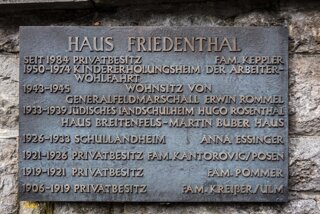 HAUS FRIEDENTHAL
SEIT 1984 PRIVATBESITZ FAM. KEPPLER
1950-1974 KINDERERHOLUNGSHEIM DER ARBEITER-
WOHLFAHRT
1943-1945 WOHNSITZ VON
GENERALFELDMARSCHALL ERWIN ROMMEL
1933-1939 JÜDISCHES LANDSCHULHEIM HUGO ROSENTHAL
HAUS BREITENFELS-MARTIN BUBER HAUS
1926-1933 SCHULLANDHEIM ANNA ESSINGER
1921-1926 PRIVATBESITZ FAM. KANTOROVIC/POSEN
1919-1921 PRIVATBESITZ FAM. POMMER
1906-1919 PRIVATBESITZ FAM. KREIßER/ULM